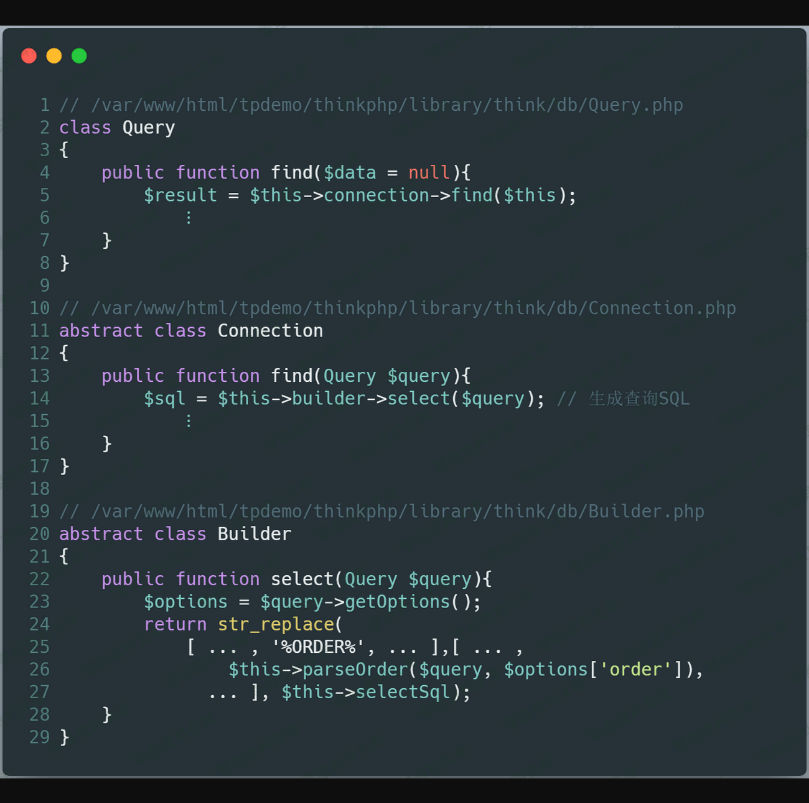 1 // /var/www/html/tpdemo/thinkphp/library/think/db/Query.php
2 class Query
3 {
4     public function find($data = null){
5         $result = $this->connection->find($this);
6             ⋮
7     }
8 }
9
10 // /var/www/html/tpdemo/thinkphp/library/think/db/Connection.php
11 abstract class Connection
12 {
13     public function find(Query $query){
14         $sql = $this->builder->select($query); // 生成查询SQL
15             ⋮
16     }
17 }
18
19 // /var/www/html/tpdemo/thinkphp/library/think/db/Builder.php
20 abstract class Builder
21 {
22     public function select(Query $query){
23         $options = $query->getOptions();
24         return str_replace(
25             [ ... , '%ORDER%', ... ],[ ... ,
26                 $this->parseOrder($query, $options['order']),
27               ... ], $this->selectSql);
28     }
29 }